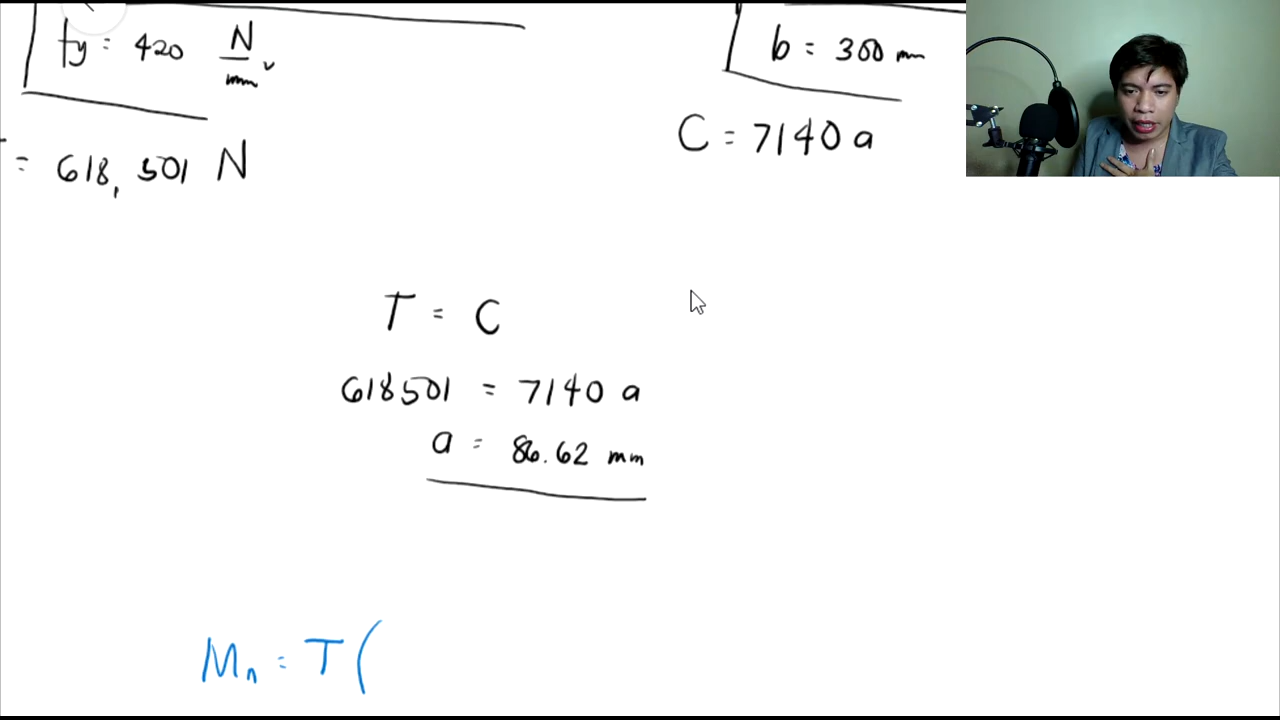 fy = 420 N/mm²
b = 300 mm
C = 7140 a
= 618,501 N
T = C
618501 = 7140 a
a = 86.62 mm
Mn = T (